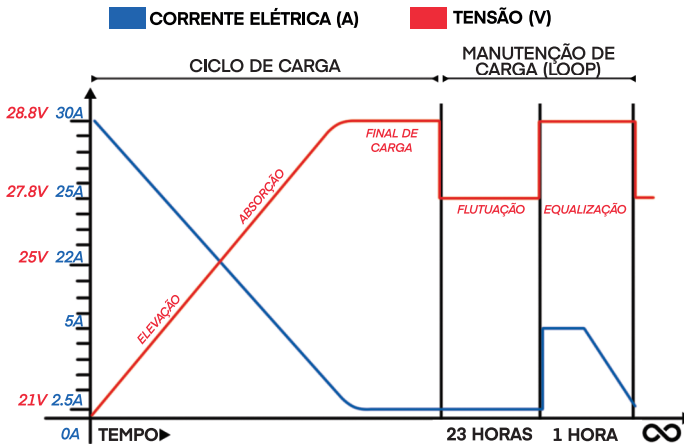 CORRENTE ELÉTRICA (A)
TENSÃO (V)
CICLO DE CARGA
MANUTENÇÃO DE
CARGA (LOOP)
28.8V 30A
FINAL DE
CARGA
27.8V 25A
ABSORÇÃO
FLUTUAÇÃO
EQUALIZAÇÃO
25V 22A
ELEVAÇÃO
5A
21V 2.5A
0A
TEMPO
23 HORAS
1 HORA
∞